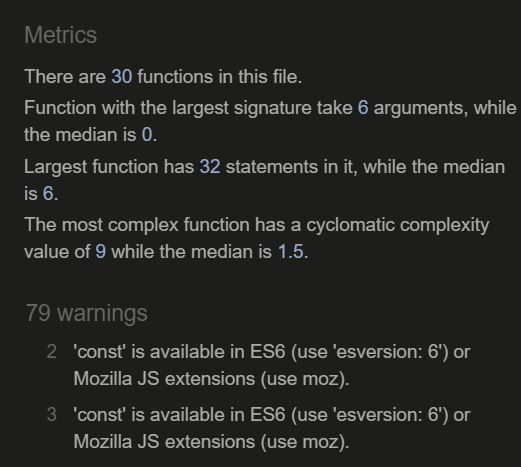 Metrics
There are 30 functions in this file.
Function with the largest signature take 6 arguments, while
the median is 0.
Largest function has 32 statements in it, while the median
is 6.
The most complex function has a cyclomatic complexity
value of 9 while the median is 1.5.
79 warnings
2 'const' is available in ES6 (use 'esversion: 6') or
Mozilla JS extensions (use moz).
3 'const' is available in ES6 (use 'esversion: 6') or
Mozilla JS extensions (use moz).